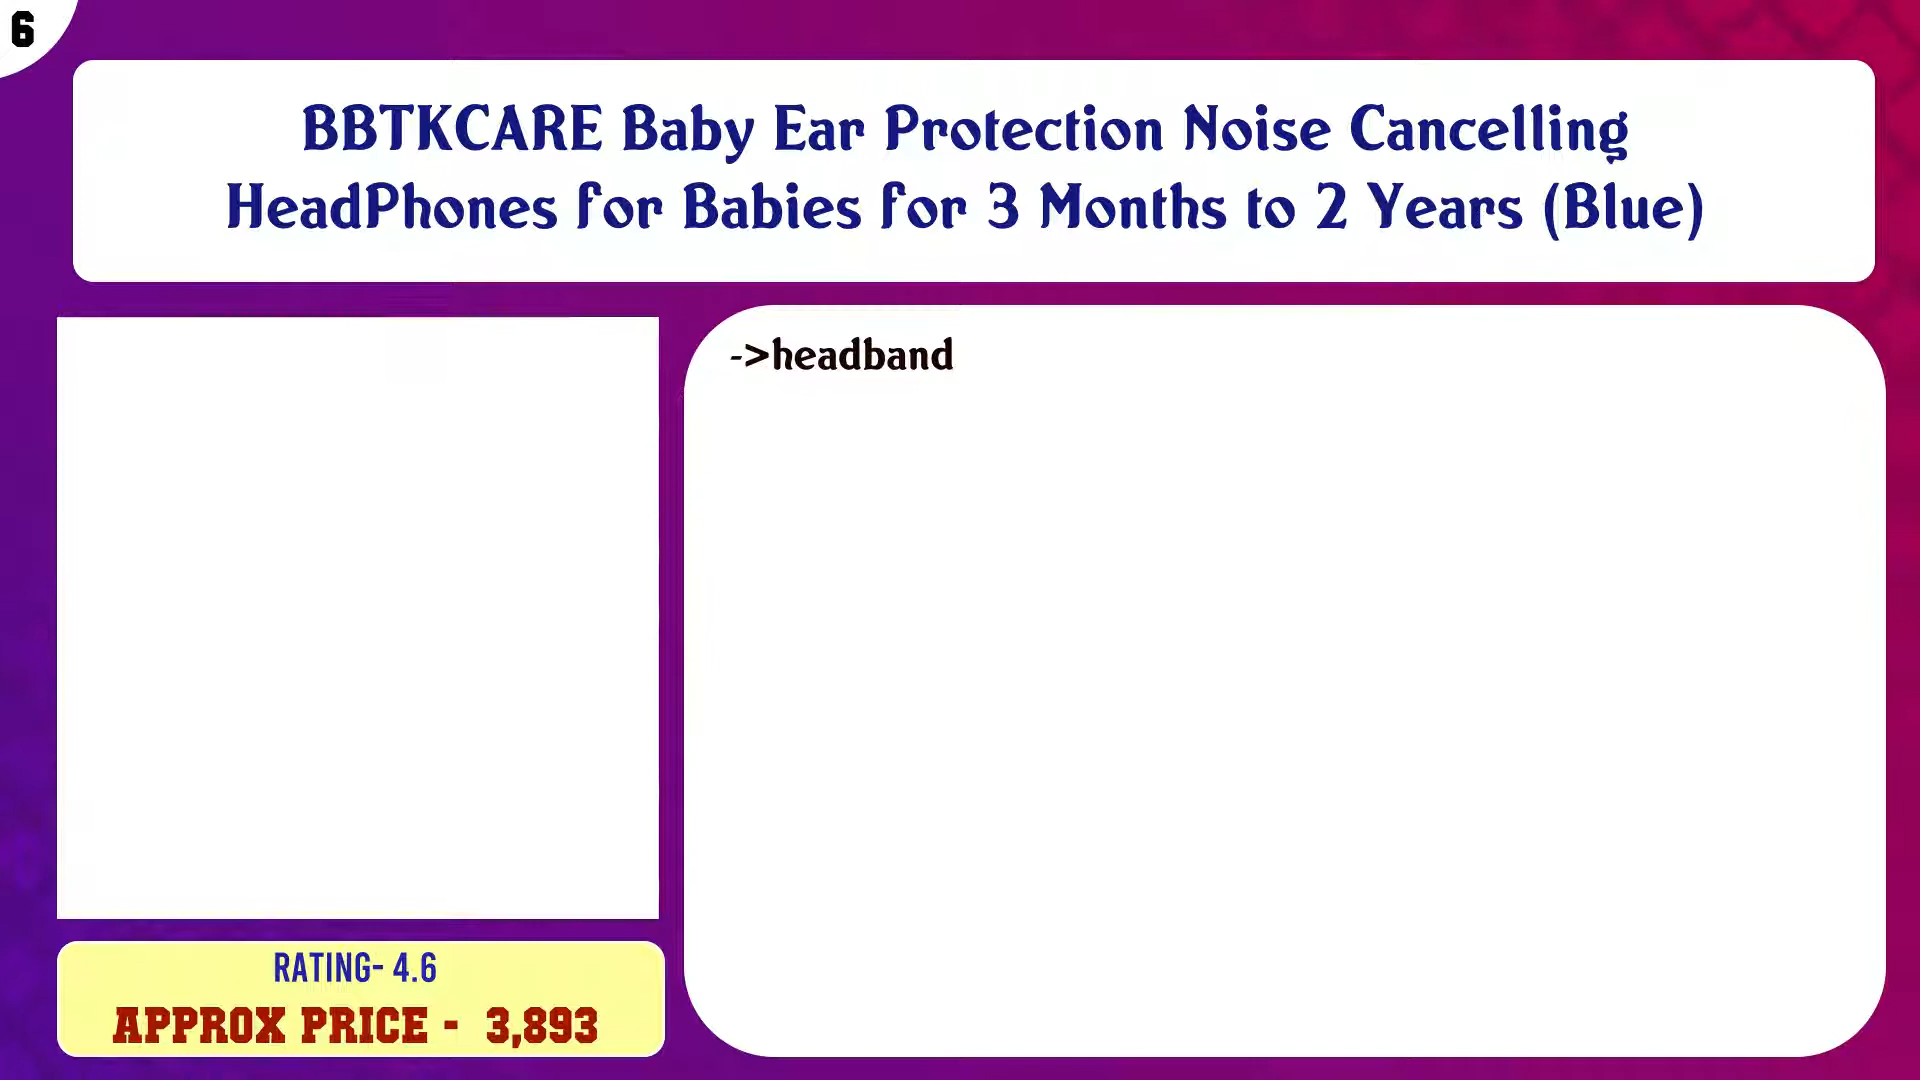 6
BBTKCARE Baby Ear Protection Noise Cancelling
HeadPhones for Babies for 3 Months to 2 Years (Blue)
->headband
RATING- 4.6
APPROX PRICE - 3,893